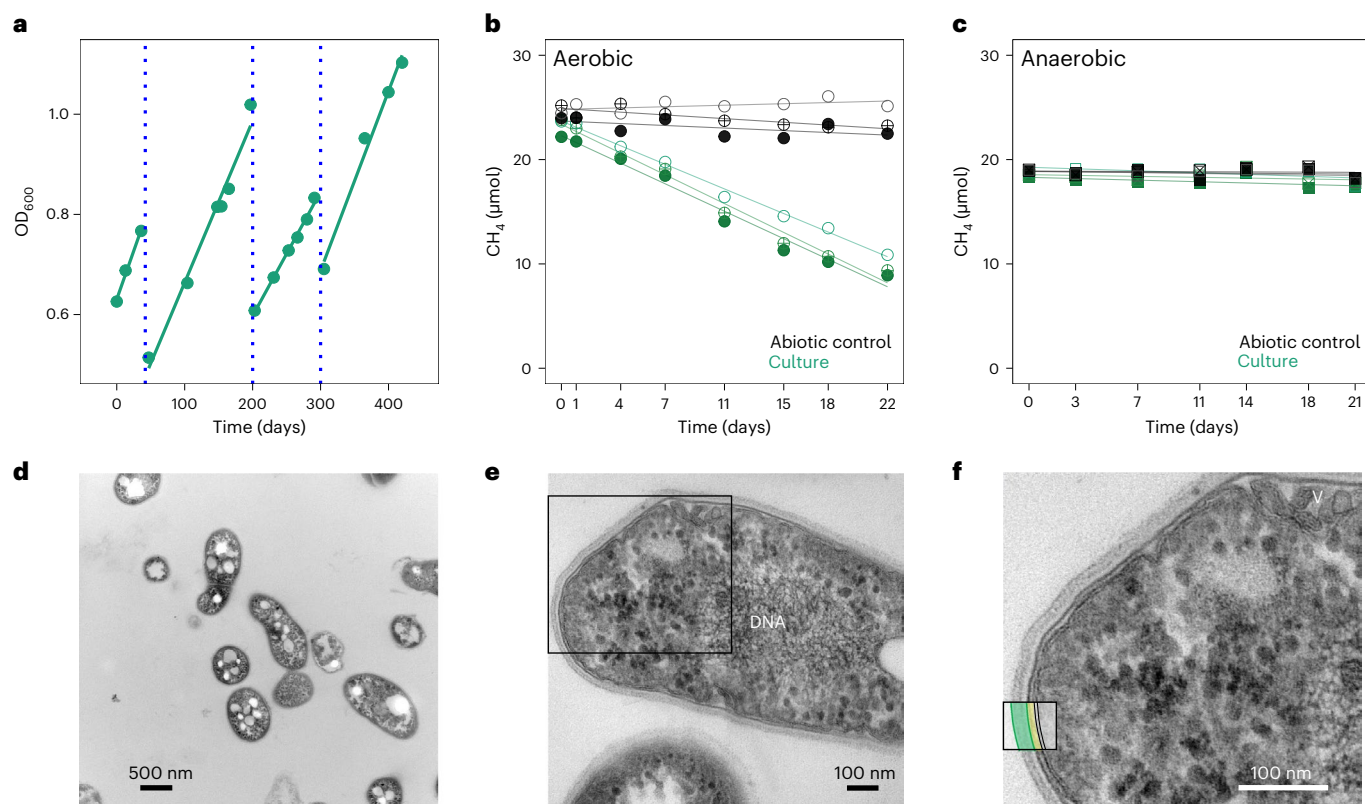 a
1.0
0.8
0.6
OD600
0 100 200 300 400
Time (days)
b
Aerobic
30
20
10
0
CH4 (µmol)
Abiotic control
Culture
0 1 4 7 11 15 18 22
Time (days)
c
Anaerobic
30
20
10
0
CH4 (µmol)
Abiotic control
Culture
0 3 7 11 14 18 21
Time (days)
d
500 nm
e
DNA
100 nm
f
V
100 nm